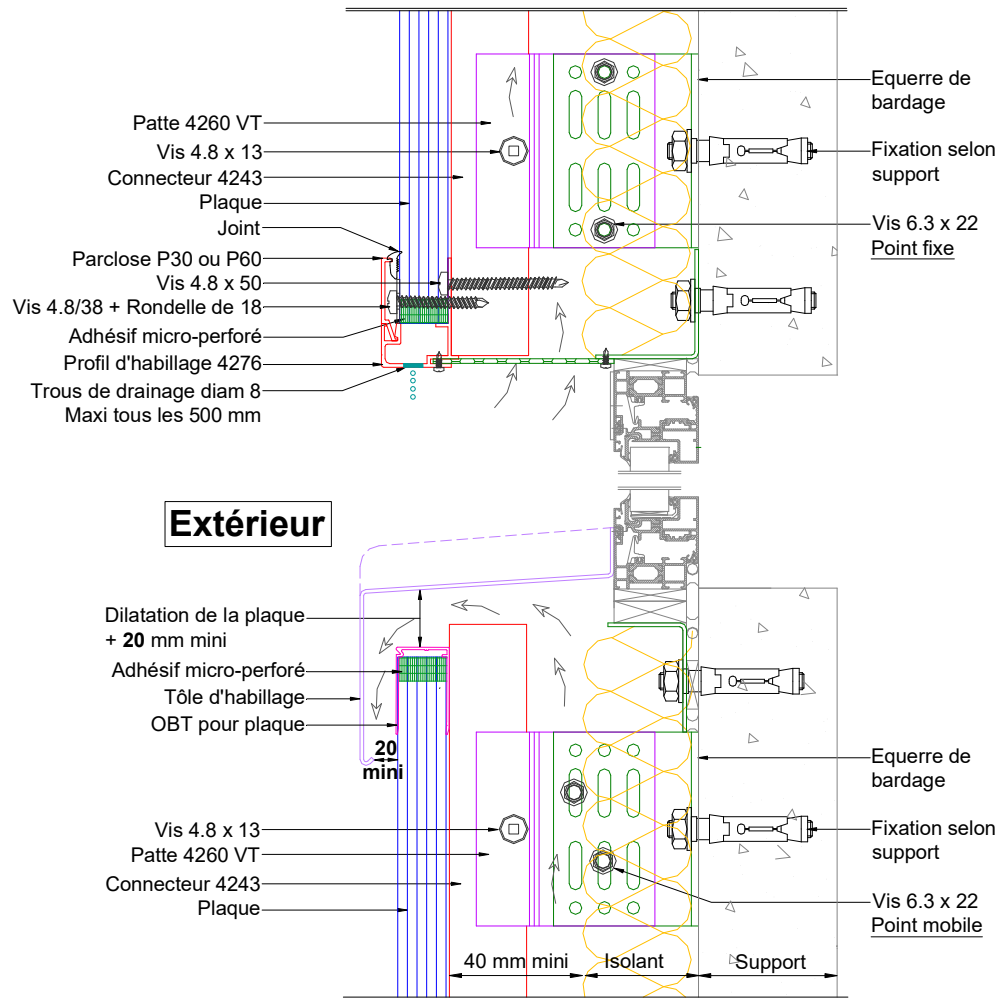 Patte 4260 VT
Vis 4.8 x 13
Connecteur 4243
Plaque
Joint
Parclose P30 ou P60
Vis 4.8 x 50
Vis 4.8/38 + Rondelle de 18
Adhésif micro-perforé
Profil d'habillage 4276
Trous de drainage diam 8
Maxi tous les 500 mm
Equerre de
bardage
Fixation selon
support
Vis 6.3 x 22
Point fixe
Extérieur
Dilatation de la plaque
+ 20 mm mini
Adhésif micro-perforé
Tôle d'habillage
OBT pour plaque
20
mini
Vis 4.8 x 13
Patte 4260 VT
Connecteur 4243
Plaque
Equerre de
bardage
Fixation selon
support
Vis 6.3 x 22
Point mobile
40 mm mini
Isolant
Support